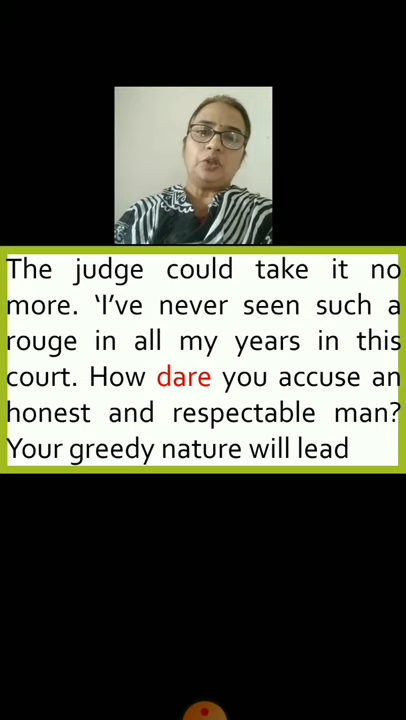 The judge could take it no
more. ‘I’ve never seen such a
rouge in all my years in this
court. How dare you accuse an
honest and respectable man?
Your greedy nature will lead